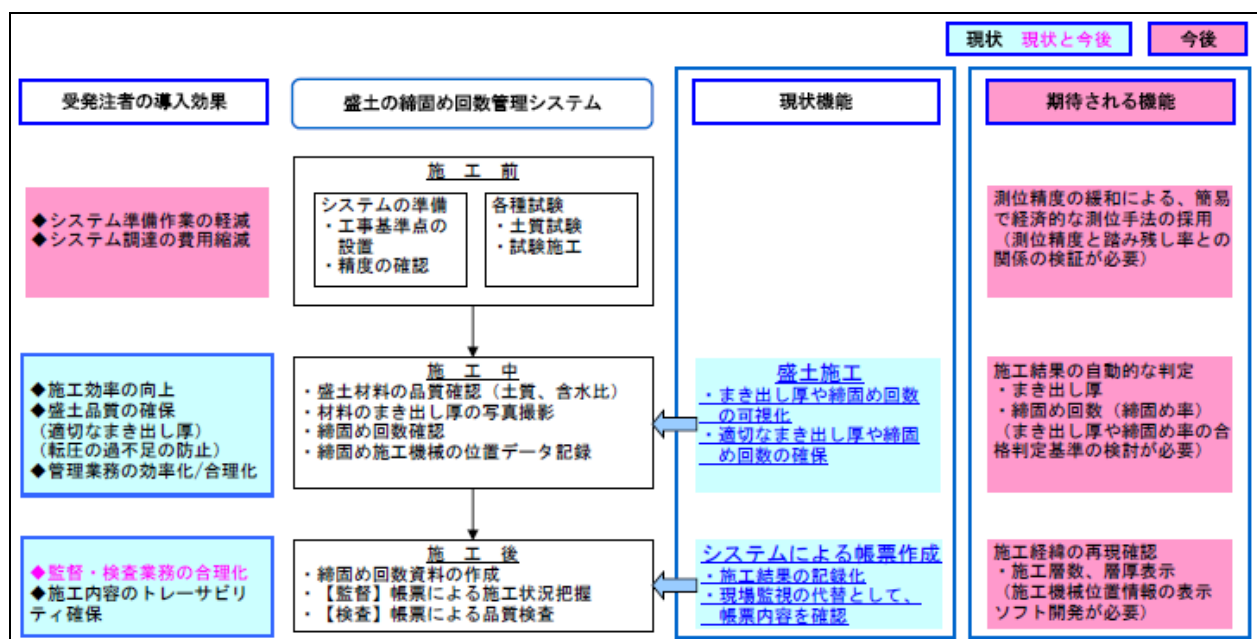 現状 現状と今後
今後
受発注者の導入効果
盛土の締固め回数管理システム
現状機能
期待される機能
◆システム準備作業の軽減
◆システム調達の費用縮減
施 工 前
システムの準備
・工事基準点の
設置
・精度の確認
各種試験
・土質試験
・試験施工
測位精度の緩和による、簡易
で経済的な測位手法の採用
（測位精度と踏み残し率との
関係の検証が必要）
◆施工効率の向上
◆盛土品質の確保
（適切なまき出し厚）
（転圧の過不足の防止）
◆管理業務の効率化/合理化
施 工 中
・盛土材料の品質確認（土質、含水比）
・材料のまき出し厚の写真撮影
・締固め回数確認
・締固め施工機械の位置データ記録
盛土施工
・まき出し厚や締固め回数
の可視化
・適切なまき出し厚や締固
め回数の確保
施工結果の自動的な判定
・まき出し厚
・締固め回数（締固め率）
（まき出し厚や締固め率の合
格判定基準の検討が必要）
◆監督・検査業務の合理化
◆施工内容のトレーサビリ
ティ確保
施 工 後
・締固め回数資料の作成
・【監督】帳票による施工状況把握
・【検査】帳票による品質検査
システムによる帳票作成
・施工結果の記録化
・現場監視の代替として、
帳票内容を確認
施工経緯の再現確認
・施工層数、層厚表示
（施工機械位置情報の表示
ソフト開発が必要）